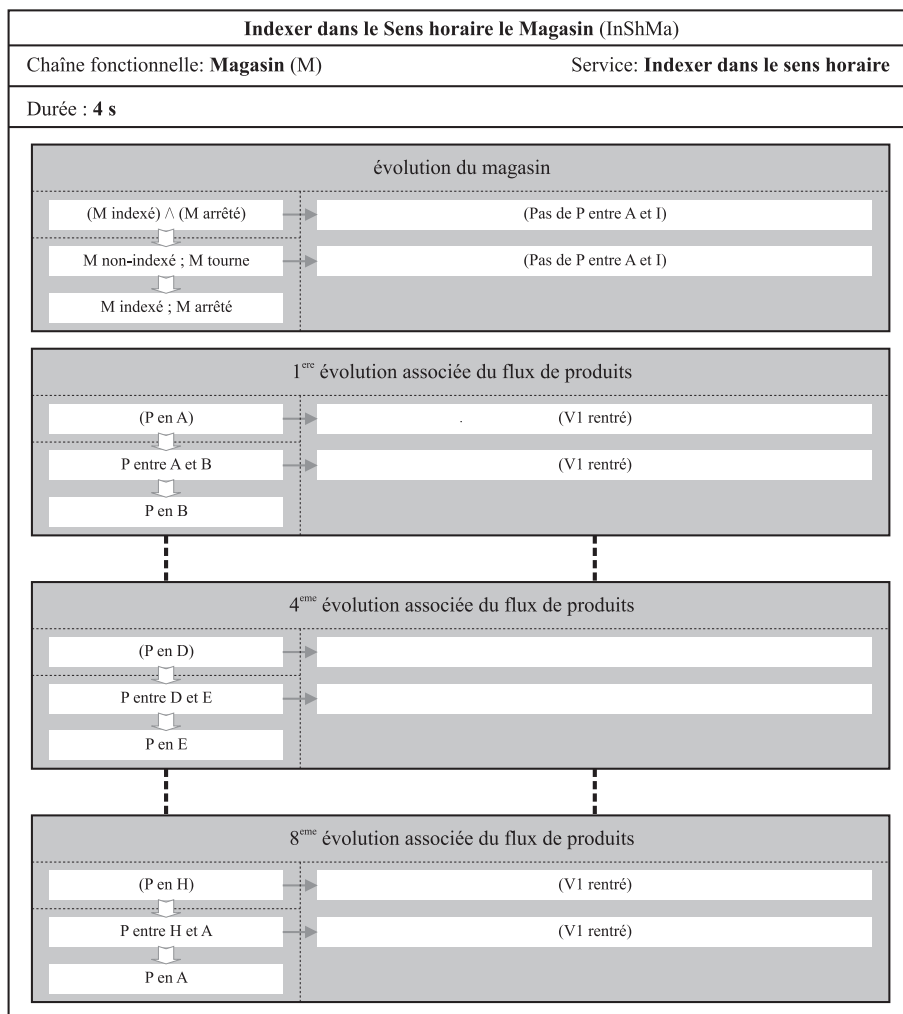 Indexer dans le Sens horaire le Magasin (InShMa)
Chaîne fonctionnelle: Magasin (M) Service: Indexer dans le sens horaire
Durée : 4 s
évolution du magasin
(M indexé) /\ (M arrêté) (Pas de P entre A et I)
M non-indexé ; M tourne (Pas de P entre A et I)
M indexé ; M arrêté
1ere évolution associée du flux de produits
(P en A) (V1 rentré)
P entre A et B (V1 rentré)
P en B
4eme évolution associée du flux de produits
(P en D)
P entre D et E
P en E
8eme évolution associée du flux de produits
(P en H) (V1 rentré)
P entre H et A (V1 rentré)
P en A